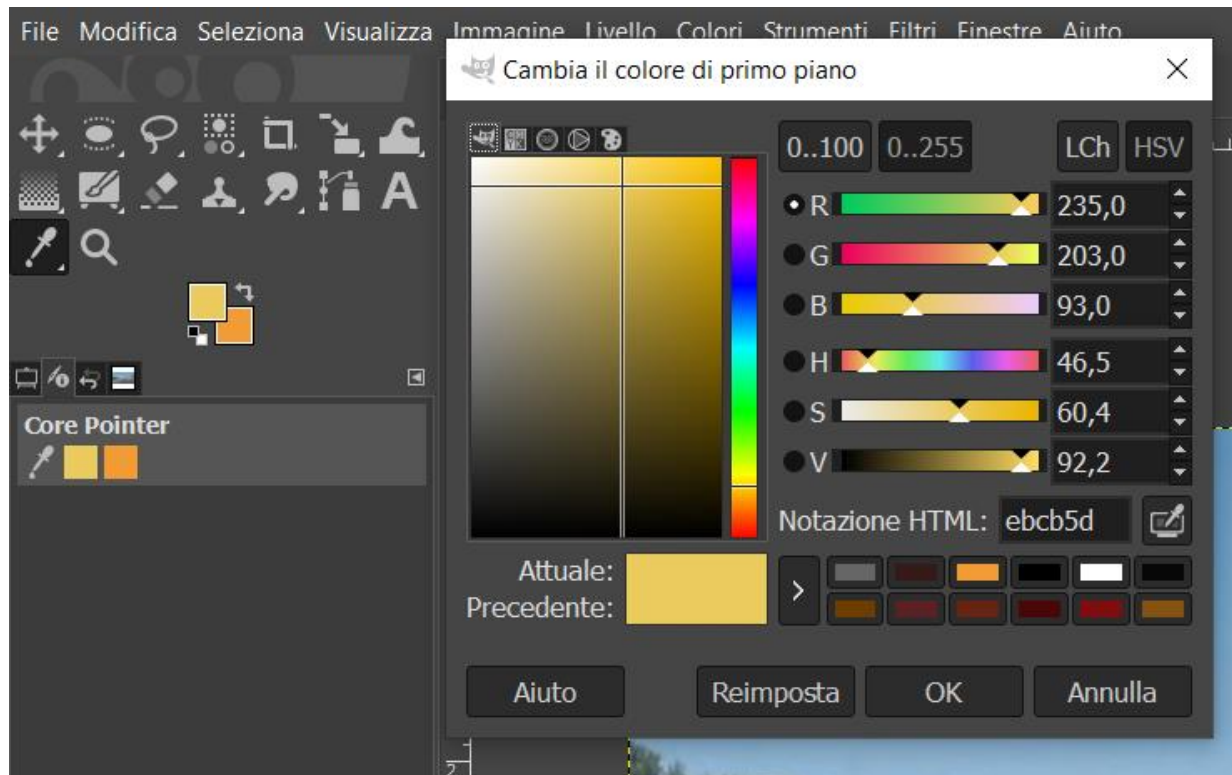 File Modifica Seleziona Visualizza Immagine Livello Colori Strumenti Filtri Finestre Aiuto
Cambia il colore di primo piano
0..100 0..255 LCh HSV
R 235,0
G 203,0
B 93,0
H 46,5
S 60,4
V 92,2
Notazione HTML: ebcb5d
Attuale:
Precedente:
Aiuto Reimposta OK Annulla
Core Pointer
2